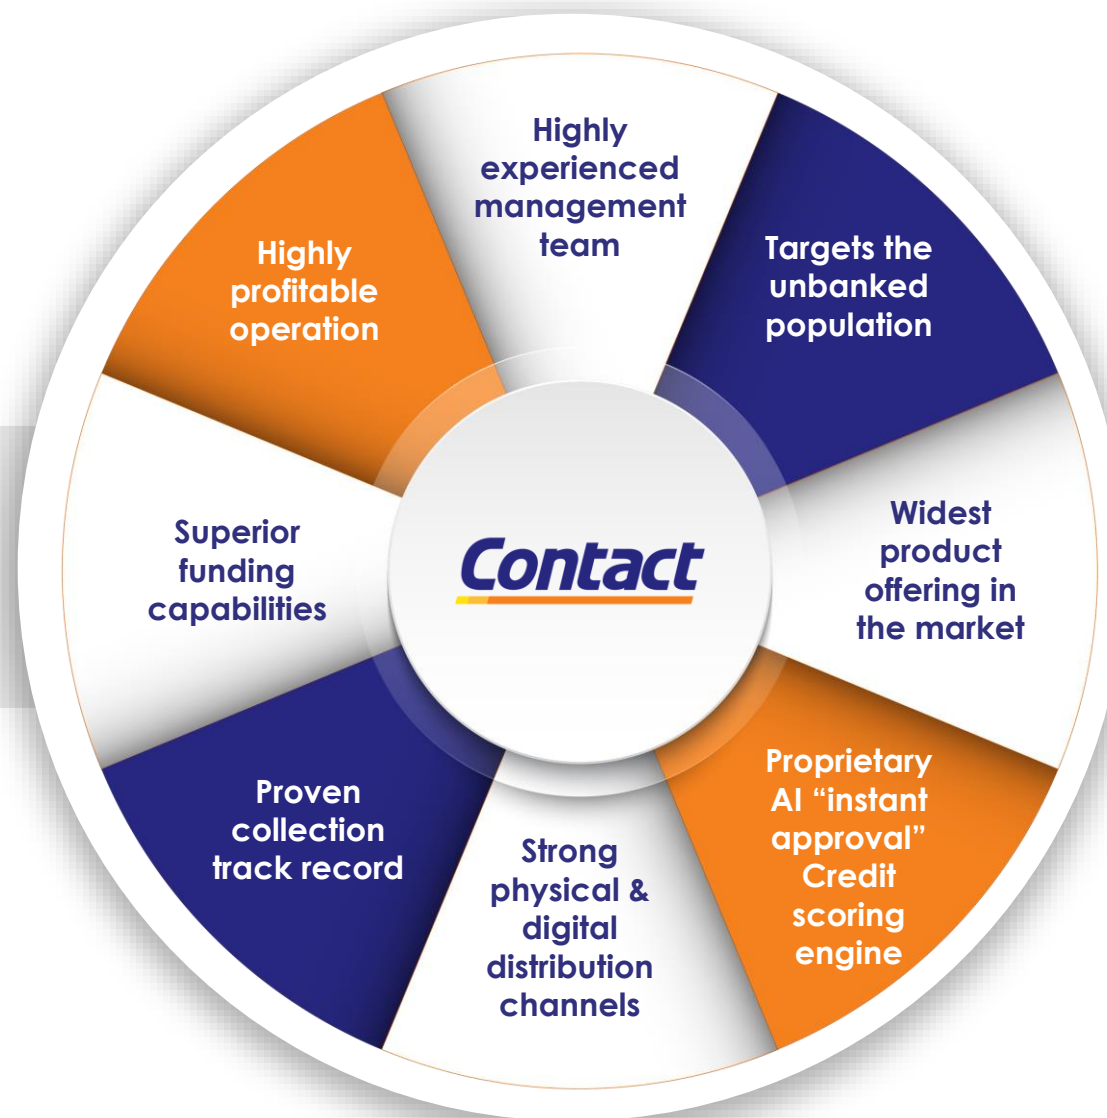 Highly
experienced
management
team
Targets the
unbanked
population
Widest
product
offering in
the market
Proprietary
AI “instant
approval”
Credit
scoring
engine
Strong
physical &
digital
distribution
channels
Proven
collection
track record
Superior
funding
capabilities
Highly
profitable
operation
Contact